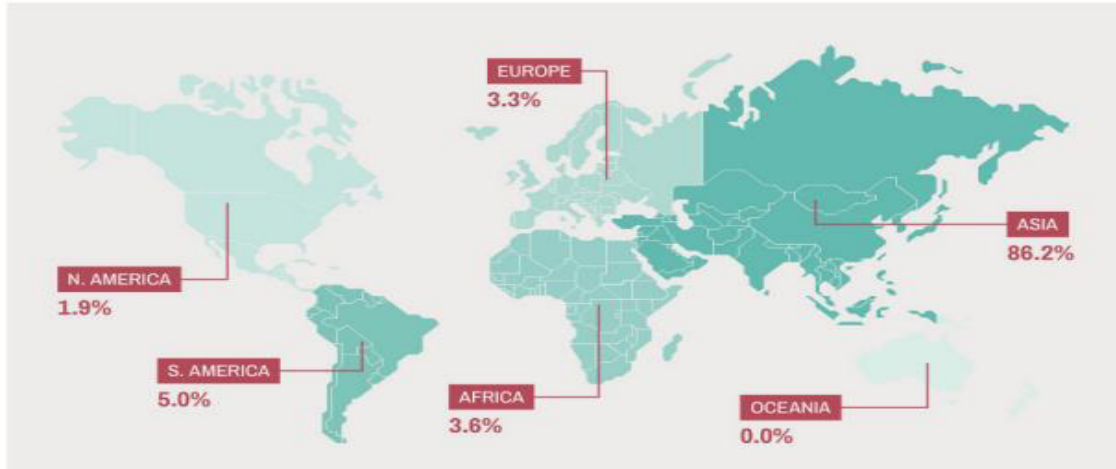 EUROPE
3.3%
ASIA
86.2%
N. AMERICA
1.9%
S. AMERICA
5.0%
AFRICA
3.6%
OCEANIA
0.0%